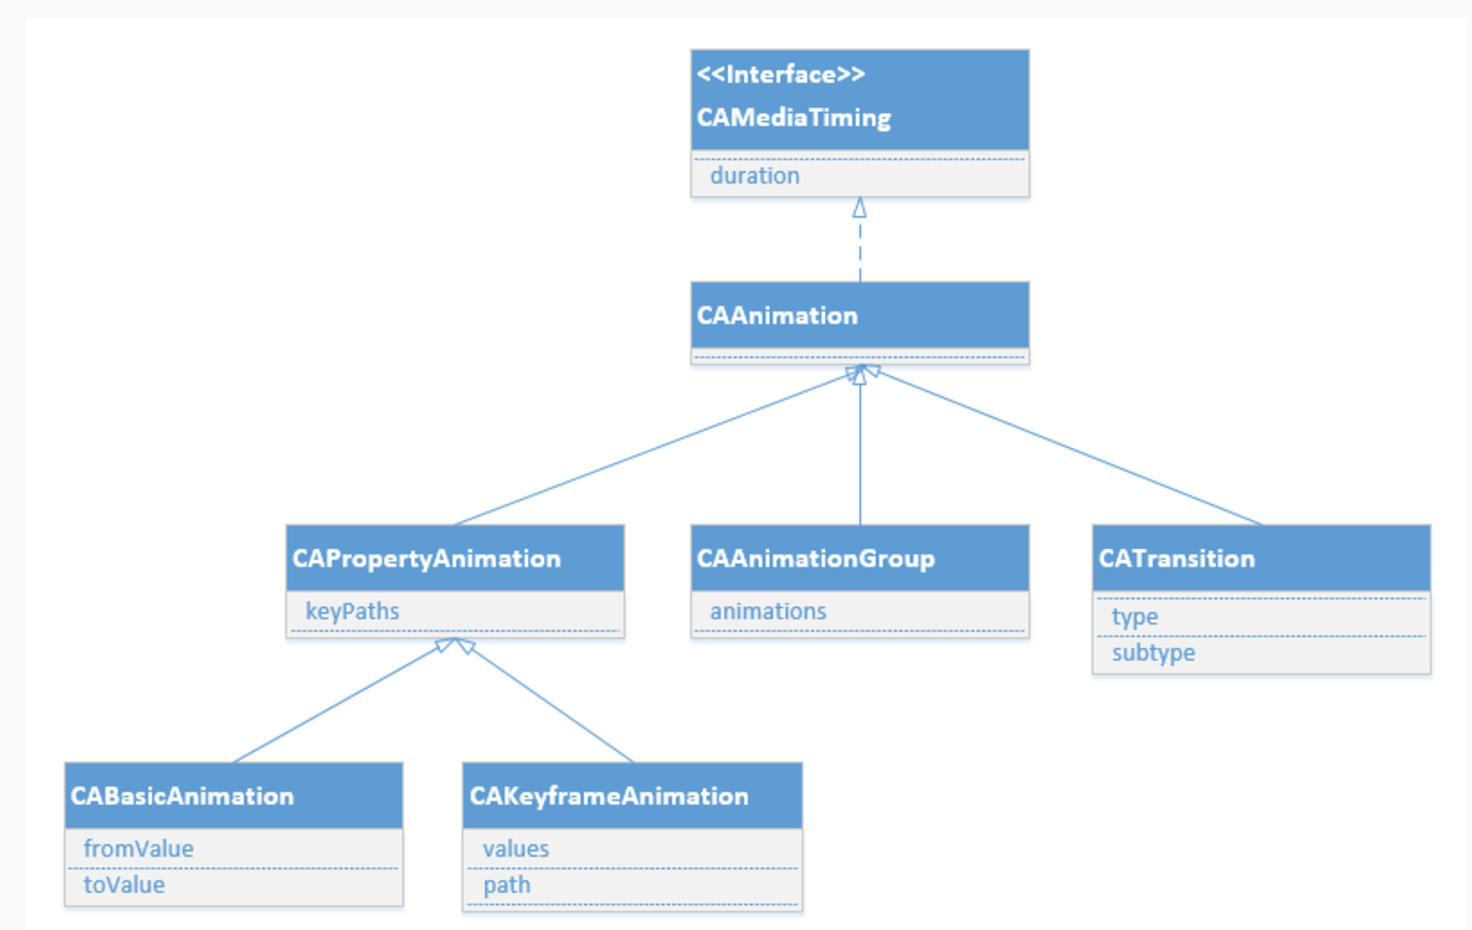 <<Interface>>
CAMediaTiming
duration
CAAnimation
CAPropertyAnimation
keyPaths
CAAnimationGroup
animations
CATransition
type
subtype
CABasicAnimation
fromValue
toValue
CAKeyframeAnimation
values
path